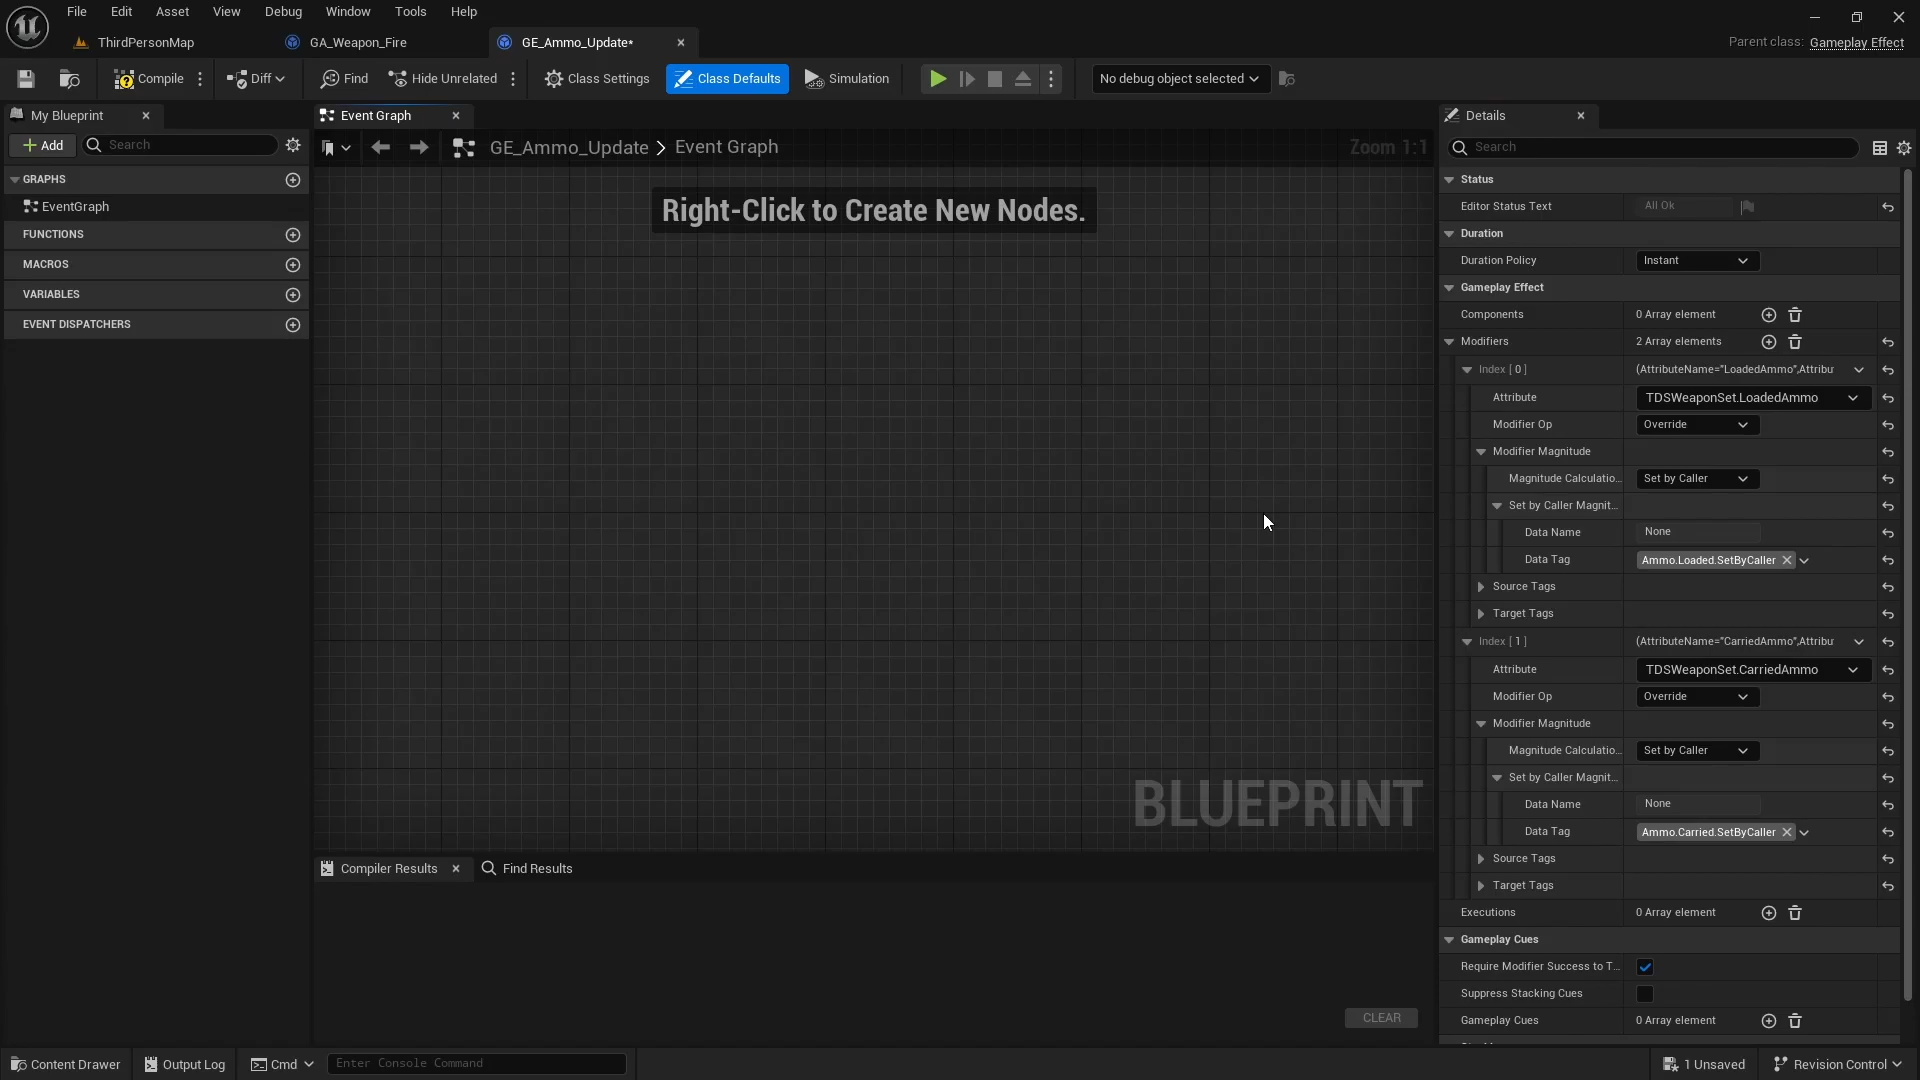 File Edit Asset View Debug Window Tools Help
ThirdPersonMap GA_Weapon_Fire GE_Ammo_Update* Parent class: Gameplay Effect
Compile Diff Find Hide Unrelated Class Settings Class Defaults Simulation No debug object selected
My Blueprint
Add Search
GRAPHS
EventGraph
FUNCTIONS
MACROS
VARIABLES
EVENT DISPATCHERS
Event Graph
GE_Ammo_Update > Event Graph Zoom 1:1
Right-Click to Create New Nodes.
BLUEPRINT
Compiler Results Find Results
CLEAR
Details
Search
Status
Editor Status Text All Ok
Duration
Duration Policy Instant
Gameplay Effect
Components 0 Array element
Modifiers 2 Array elements
Index [ 0 ] (AttributeName="LoadedAmmo",Attribu
Attribute TDSWeaponSet.LoadedAmmo
Modifier Op Override
Modifier Magnitude
Magnitude Calculatio... Set by Caller
Set by Caller Magnit...
Data Name None
Data Tag Ammo.Loaded.SetByCaller
Source Tags
Target Tags
Index [ 1 ] (AttributeName="CarriedAmmo",Attribu
Attribute TDSWeaponSet.CarriedAmmo
Modifier Op Override
Modifier Magnitude
Magnitude Calculatio... Set by Caller
Set by Caller Magnit...
Data Name None
Data Tag Ammo.Carried.SetByCaller
Source Tags
Target Tags
Executions 0 Array element
Gameplay Cues
Require Modifier Success to T...
Suppress Stacking Cues
Gameplay Cues 0 Array element
Content Drawer Output Log Cmd Enter Console Command 1 Unsaved Revision Control